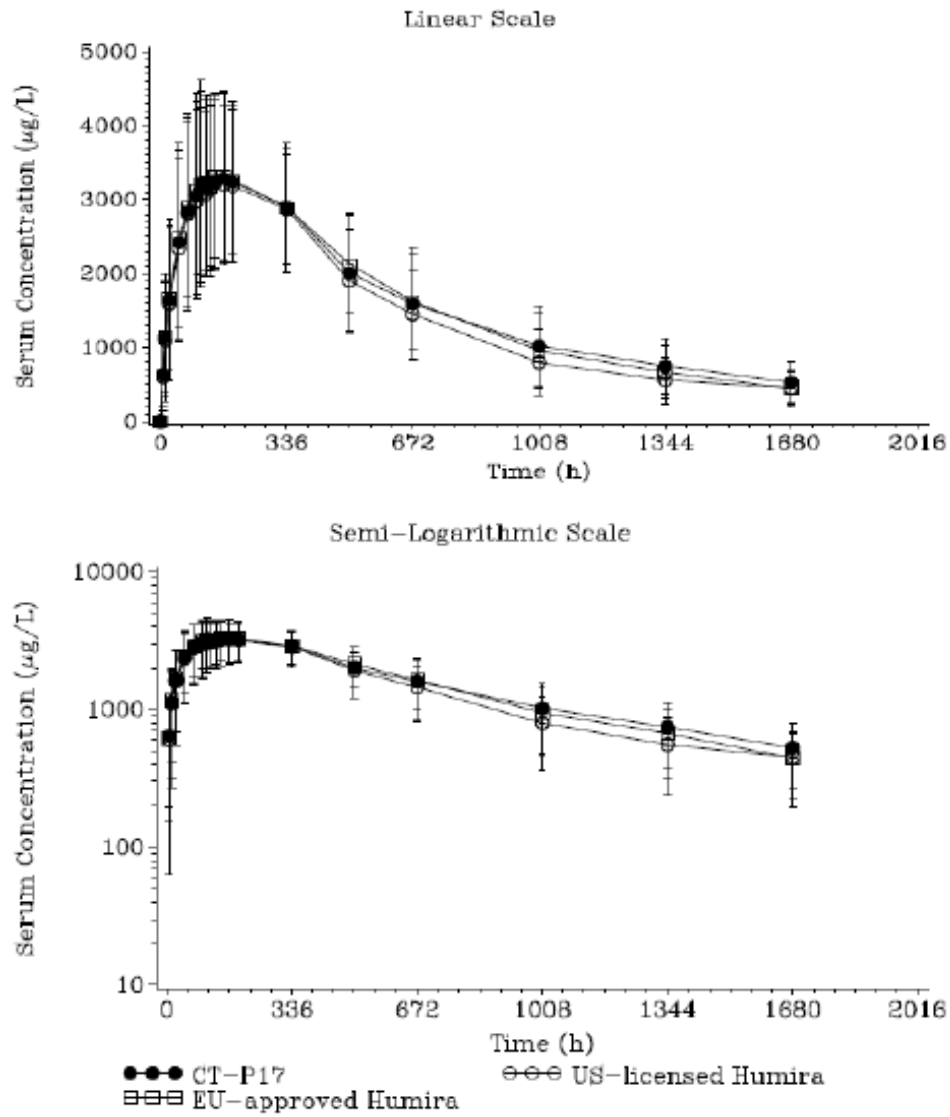 Linear Scale
5000
4000
3000
2000
1000
0
Serum Concentration (μg/L)
0 336 672 1008 1344 1680 2016
Time (h)
Semi-Logarithmic Scale
10000
1000
100
10
Serum Concentration (μg/L)
0 336 672 1008 1344 1680 2016
Time (h)
CT-P17 US-licensed Humira
EU-approved Humira